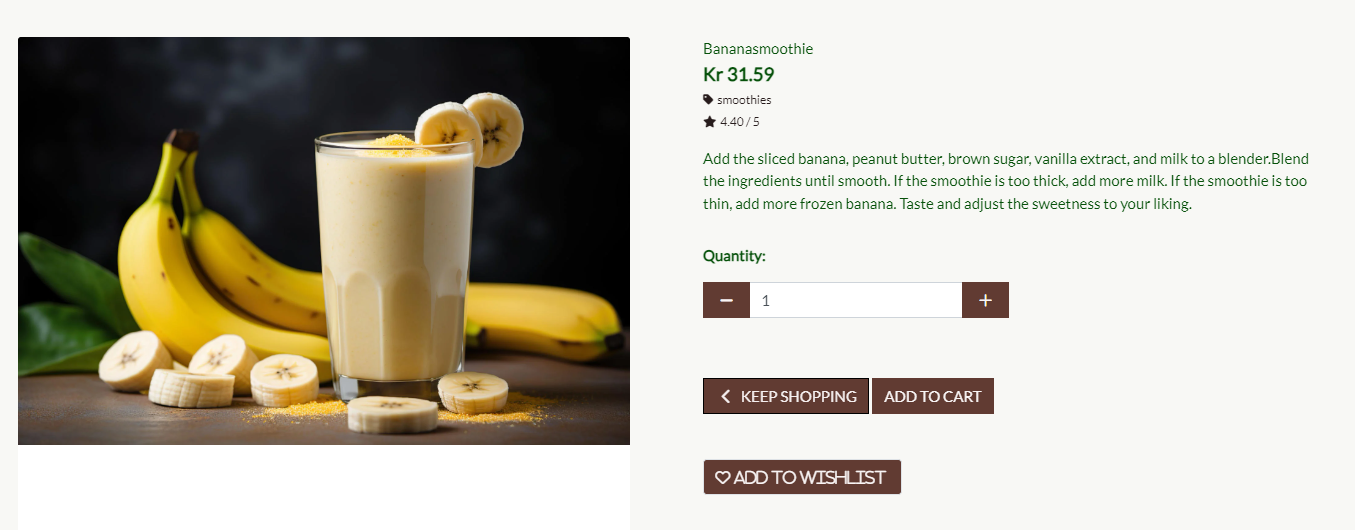 Bananasmoothie
Kr 31.59
smoothies
4.40 / 5
Add the sliced banana, peanut butter, brown sugar, vanilla extract, and milk to a blender.Blend
the ingredients until smooth. If the smoothie is too thick, add more milk. If the smoothie is too
thin, add more frozen banana. Taste and adjust the sweetness to your liking.
Quantity:
− 1 +
KEEP SHOPPING ADD TO CART
ADD TO WISHLIST